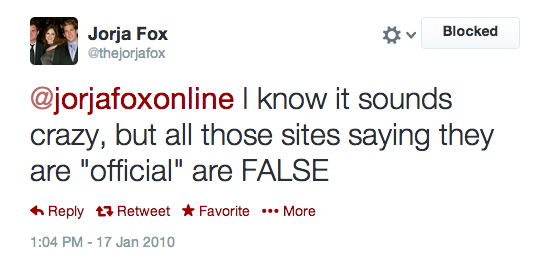 Jorja Fox
@thejorjafox
Blocked
@jorjafoxonline I know it sounds
crazy, but all those sites saying they
are "official" are FALSE
Reply Retweet Favorite More
1:04 PM - 17 Jan 2010